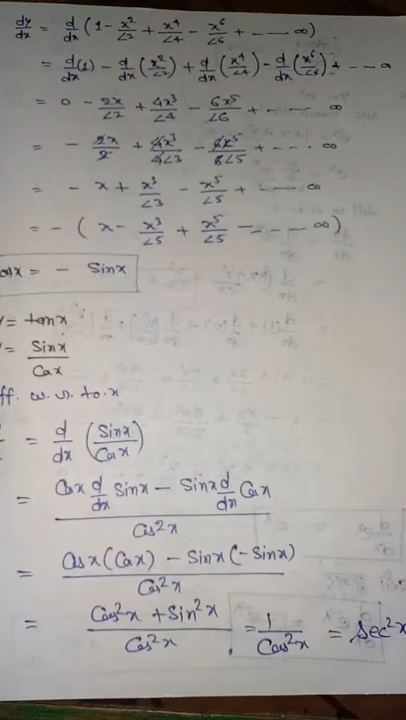 dy/dx = d/dx (1 - x²/∠2 + x⁴/∠4 - x⁶/∠6 + - - - ∞)
= d/dx (1) - d/dx (x²/∠2) + d/dx (x⁴/∠4) - d/dx (x⁶/∠6) + - - - ∞
= 0 - 2x/∠2 + 4x³/∠4 - 6x⁵/∠6 + - - - ∞
= - 2x/2 + 4x³/4∠3 - 6x⁵/6∠5 + - - - ∞
= - x + x³/∠3 - x⁵/∠5 + - - - ∞
= - ( x - x³/∠5 + x⁵/∠5 - - - - ∞ )
x = - Sinx
y = tanx
= Sinx/Cosx
ff. w.r. to. x
= d/dx (Sinx/Cosx)
= Cosx d/dx Sinx - Sinx d/dx Cosx / Cos²x
= Cosx (Cosx) - Sinx (-Sinx) / Cos²x
= Cos²x + Sin²x / Cos²x = 1/Cos²x = Sec²x